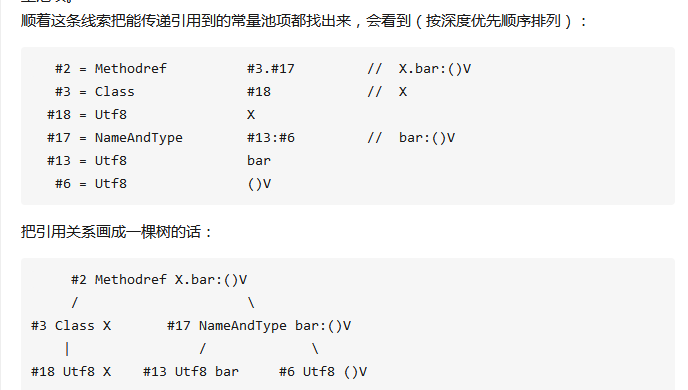 顺着这条线索把能传递引用到的常量池项都找出来，会看到（按深度优先顺序排列）：
#2 = Methodref #3.#17 // X.bar:()V
#3 = Class #18 // X
#18 = Utf8 X
#17 = NameAndType #13:#6 // bar:()V
#13 = Utf8 bar
#6 = Utf8 ()V
把引用关系画成一棵树的话：
#2 Methodref X.bar:()V
/ \
#3 Class X #17 NameAndType bar:()V
| / \
#18 Utf8 X #13 Utf8 bar #6 Utf8 ()V